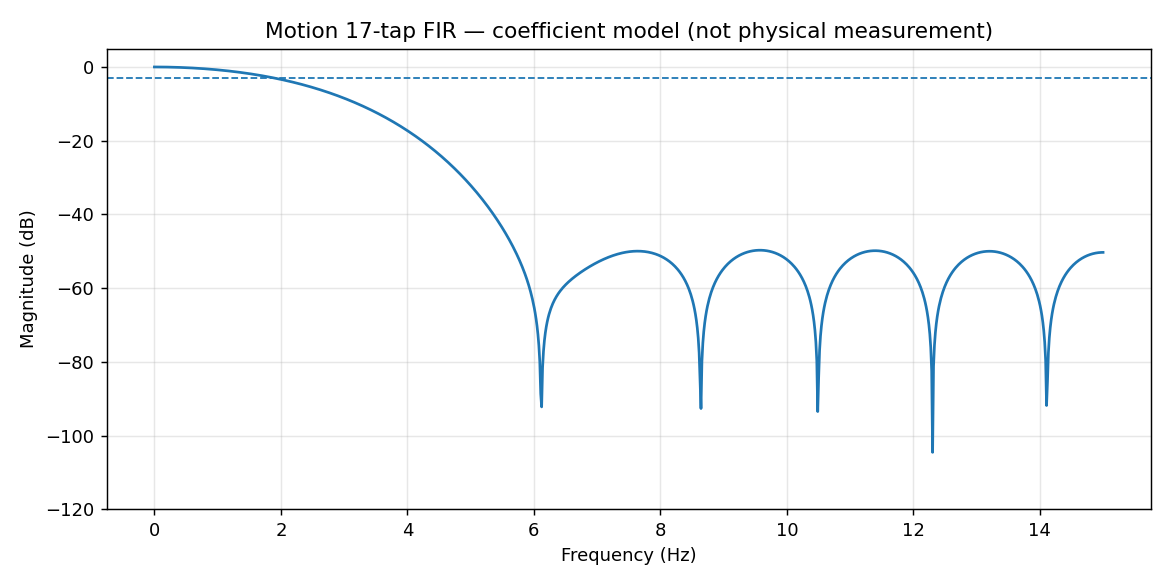 Motion 17-tap FIR — coefficient model (not physical measurement)
Magnitude (dB)
0
−20
−40
−60
−80
−100
−120
0 2 4 6 8 10 12 14
Frequency (Hz)